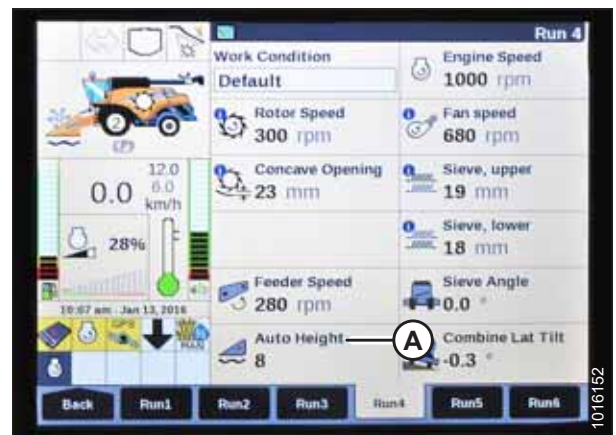 Run 4
Work Condition
Default
Engine Speed
1000 rpm
Rotor Speed
300 rpm
Fan speed
680 rpm
Concave Opening
23 mm
Sieve, upper
19 mm
Sieve, lower
18 mm
Feeder Speed
280 rpm
Sieve Angle
0.0 °
Auto Height
A
8
Combine Lat Tilt
-0.3 °
2
(P)
12.0
0.0
6.0
km/h
28%
10:07 am Jan 13, 2016
GPS
MAN
Back
Run1
Run2
Run3
Run4
Run5
Run6
1016152